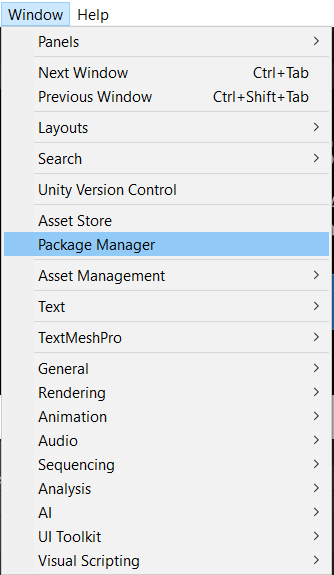 Window Help
Panels
Next Window Ctrl+Tab
Previous Window Ctrl+Shift+Tab
Layouts
Search
Unity Version Control
Asset Store
Package Manager
Asset Management
Text
TextMeshPro
General
Rendering
Animation
Audio
Sequencing
Analysis
AI
UI Toolkit
Visual Scripting